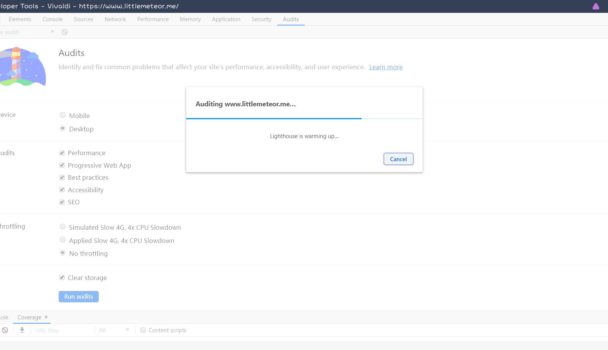 loper Tools - Vivaldi - https://www.littlemeteor.me/
Elements Console Sources Network Performance Memory Application Security Audits
Audits
Identify and fix common problems that affect your site's performance, accessibility, and user experience. Learn more
Auditing www.littlemeteor.me...
Lighthouse is warming up...
Cancel
evice
Mobile
Desktop
udits
Performance
Progressive Web App
Best practices
Accessibility
SEO
hrottling
Simulated Slow 4G, 4x CPU Slowdown
Applied Slow 4G, 4x CPU Slowdown
No throttling
Clear storage
Run audits
ole Coverage ×
URL filter All Content scripts